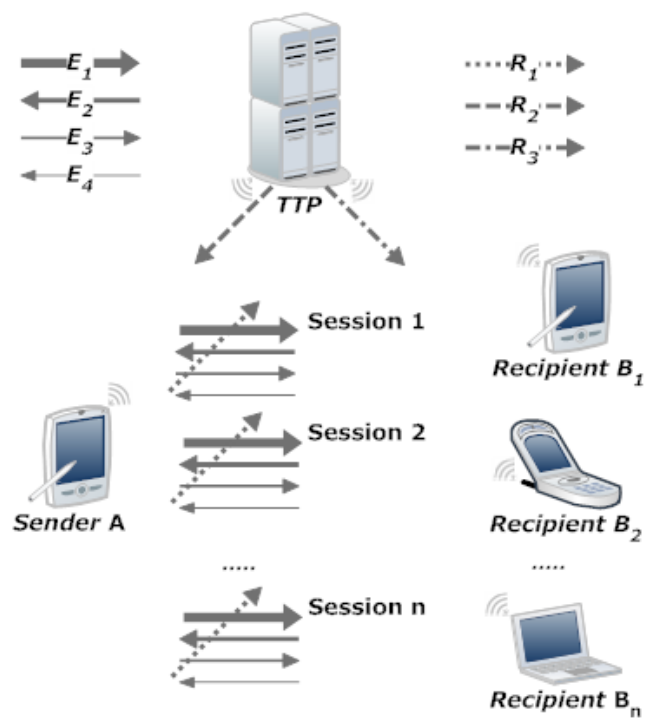 E1
R1
E2
R2
E3
R3
E4
TTP
Session 1
Recipient B1
Session 2
Sender A
Recipient B2
.....
.....
Session n
Recipient Bn